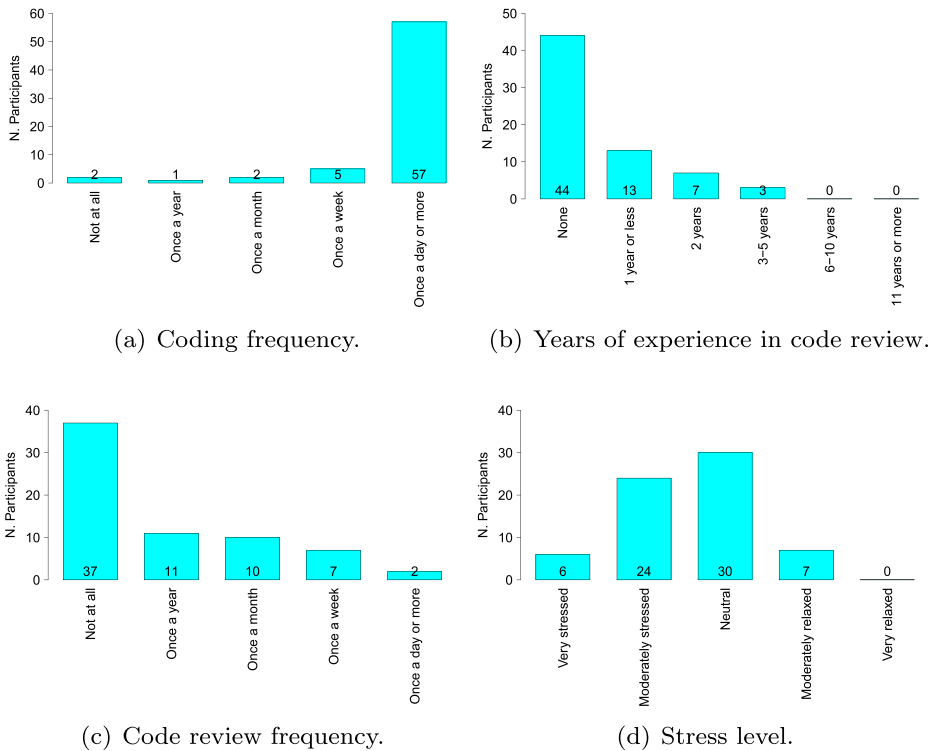 60
50
40
30
20
10
0
N. Participants
2
1
2
5
57
Not at all
Once a year
Once a month
Once a week
Once a day or more
(a) Coding frequency.
50
40
30
20
10
0
N. Participants
44
13
7
3
0
0
None
1 year or less
2 years
3−5 years
6−10 years
11 years or more
(b) Years of experience in code review.
40
30
20
10
0
N. Participants
37
11
10
7
2
Not at all
Once a year
Once a month
Once a week
Once a day or more
(c) Code review frequency.
40
30
20
10
0
N. Participants
6
24
30
7
0
Very stressed
Moderately stressed
Neutral
Moderately relaxed
Very relaxed
(d) Stress level.